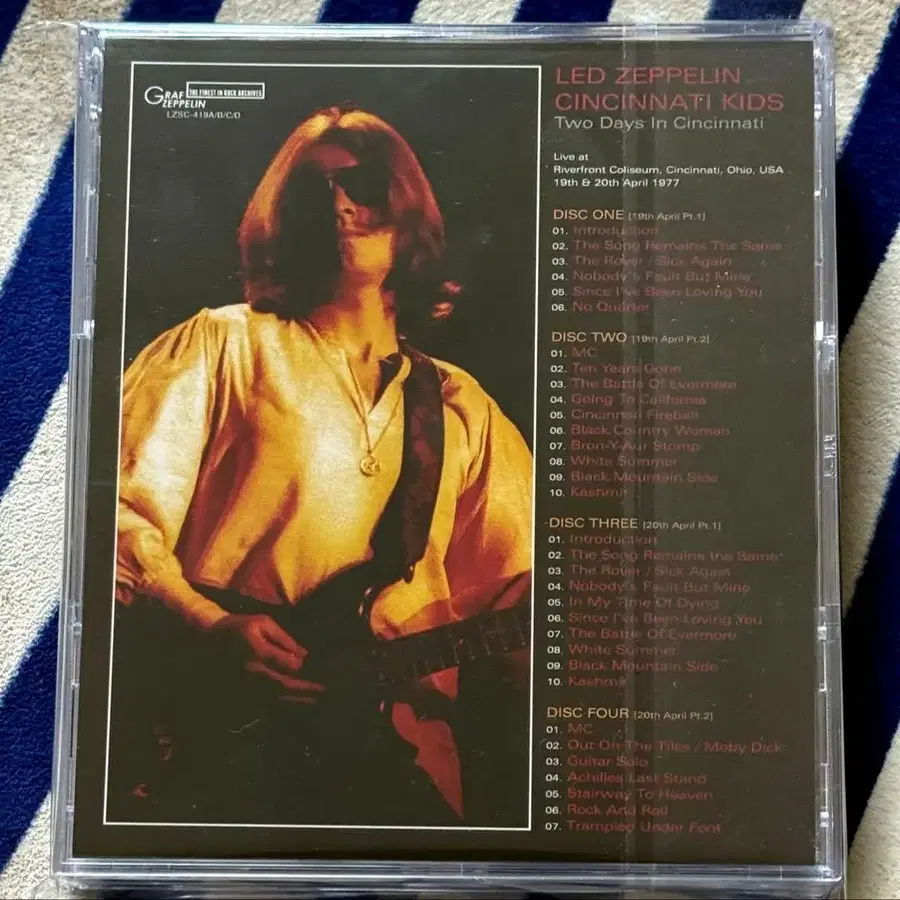 GRAF ZEPPELIN
THE FINEST IN ROCK ARCHIVES
LZSC-419A/B/C/D
LED ZEPPELIN
CINCINNATI KIDS
Two Days In Cincinnati
Live at
Riverfront Coliseum, Cincinnati, Ohio, USA
19th & 20th April 1977
DISC ONE [19th April Pt.1]
01. Introduction
02. The Song Remains The Same
03. The Rover / Sick Again
04. Nobody's Fault But Mine
05. Since I've Been Loving You
06. No Quarter
DISC TWO [19th April Pt.2]
01. MC
02. Ten Years Gone
03. The Battle Of Evermore
04. Going To California
05. Cincinnati Fireball
06. Black Country Woman
07. Bron-Y-Aur Stomp
08. White Summer
09. Black Mountain Side
10. Kashmir
DISC THREE [20th April Pt.1]
01. Introduction
02. The Song Remains the Same
03. The Rover / Sick Again
04. Nobody's Fault But Mine
05. In My Time Of Dying
06. Since I've Been Loving You
07. The Battle Of Evermore
08. White Summer
09. Black Mountain Side
10. Kashmir
DISC FOUR [20th April Pt.2]
01. MC
02. Out On The Tiles / Moby Dick
03. Guitar Solo
04. Achilles Last Stand
05. Stairway To Heaven
06. Rock And Roll
07. Trampled Under Foot